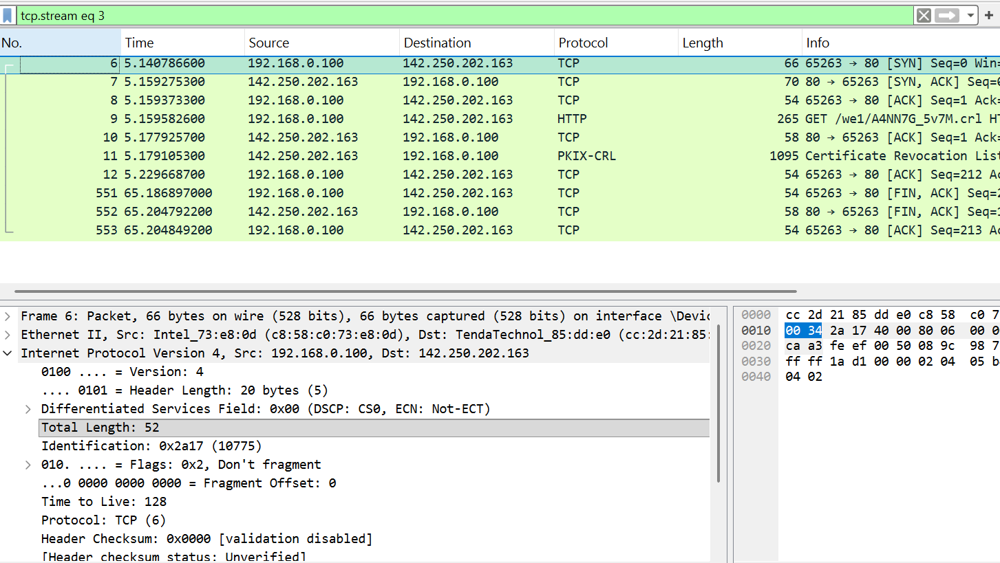 tcp.stream eq 3
No. Time Source Destination Protocol Length Info
6 5.140786600 192.168.0.100 142.250.202.163 TCP 66 65263 → 80 [SYN] Seq=0 Win=
7 5.159275300 142.250.202.163 192.168.0.100 TCP 70 80 → 65263 [SYN, ACK] Seq=0
8 5.159373300 192.168.0.100 142.250.202.163 TCP 54 65263 → 80 [ACK] Seq=1 Ack=
9 5.159582600 192.168.0.100 142.250.202.163 HTTP 265 GET /we1/A4NN7G_5v7M.crl HT
10 5.177925700 142.250.202.163 192.168.0.100 TCP 58 80 → 65263 [ACK] Seq=1 Ack=
11 5.179105300 142.250.202.163 192.168.0.100 PKIX-CRL 1095 Certificate Revocation List
12 5.229668700 192.168.0.100 142.250.202.163 TCP 54 65263 → 80 [ACK] Seq=212 Ac
551 65.186897000 192.168.0.100 142.250.202.163 TCP 54 65263 → 80 [FIN, ACK] Seq=2
552 65.204792200 142.250.202.163 192.168.0.100 TCP 58 80 → 65263 [FIN, ACK] Seq=1
553 65.204849200 192.168.0.100 142.250.202.163 TCP 54 65263 → 80 [ACK] Seq=213 Ac
Frame 6: Packet, 66 bytes on wire (528 bits), 66 bytes captured (528 bits) on interface \Devic
Ethernet II, Src: Intel_73:e8:0d (c8:58:c0:73:e8:0d), Dst: TendaTechnol_85:dd:e0 (cc:2d:21:85:
Internet Protocol Version 4, Src: 192.168.0.100, Dst: 142.250.202.163
0100 .... = Version: 4
.... 0101 = Header Length: 20 bytes (5)
Differentiated Services Field: 0x00 (DSCP: CS0, ECN: Not-ECT)
Total Length: 52
Identification: 0x2a17 (10775)
010. .... = Flags: 0x2, Don't fragment
...0 0000 0000 0000 = Fragment Offset: 0
Time to Live: 128
Protocol: TCP (6)
Header Checksum: 0x0000 [validation disabled]
[Header checksum status: Unverified]
0000 cc 2d 21 85 dd e0 c8 58 c0 7
0010 00 34 2a 17 40 00 80 06 00 0
0020 ca a3 fe ef 00 50 08 9c 98 7
0030 ff ff 1a d1 00 00 02 04 05 b
0040 04 02